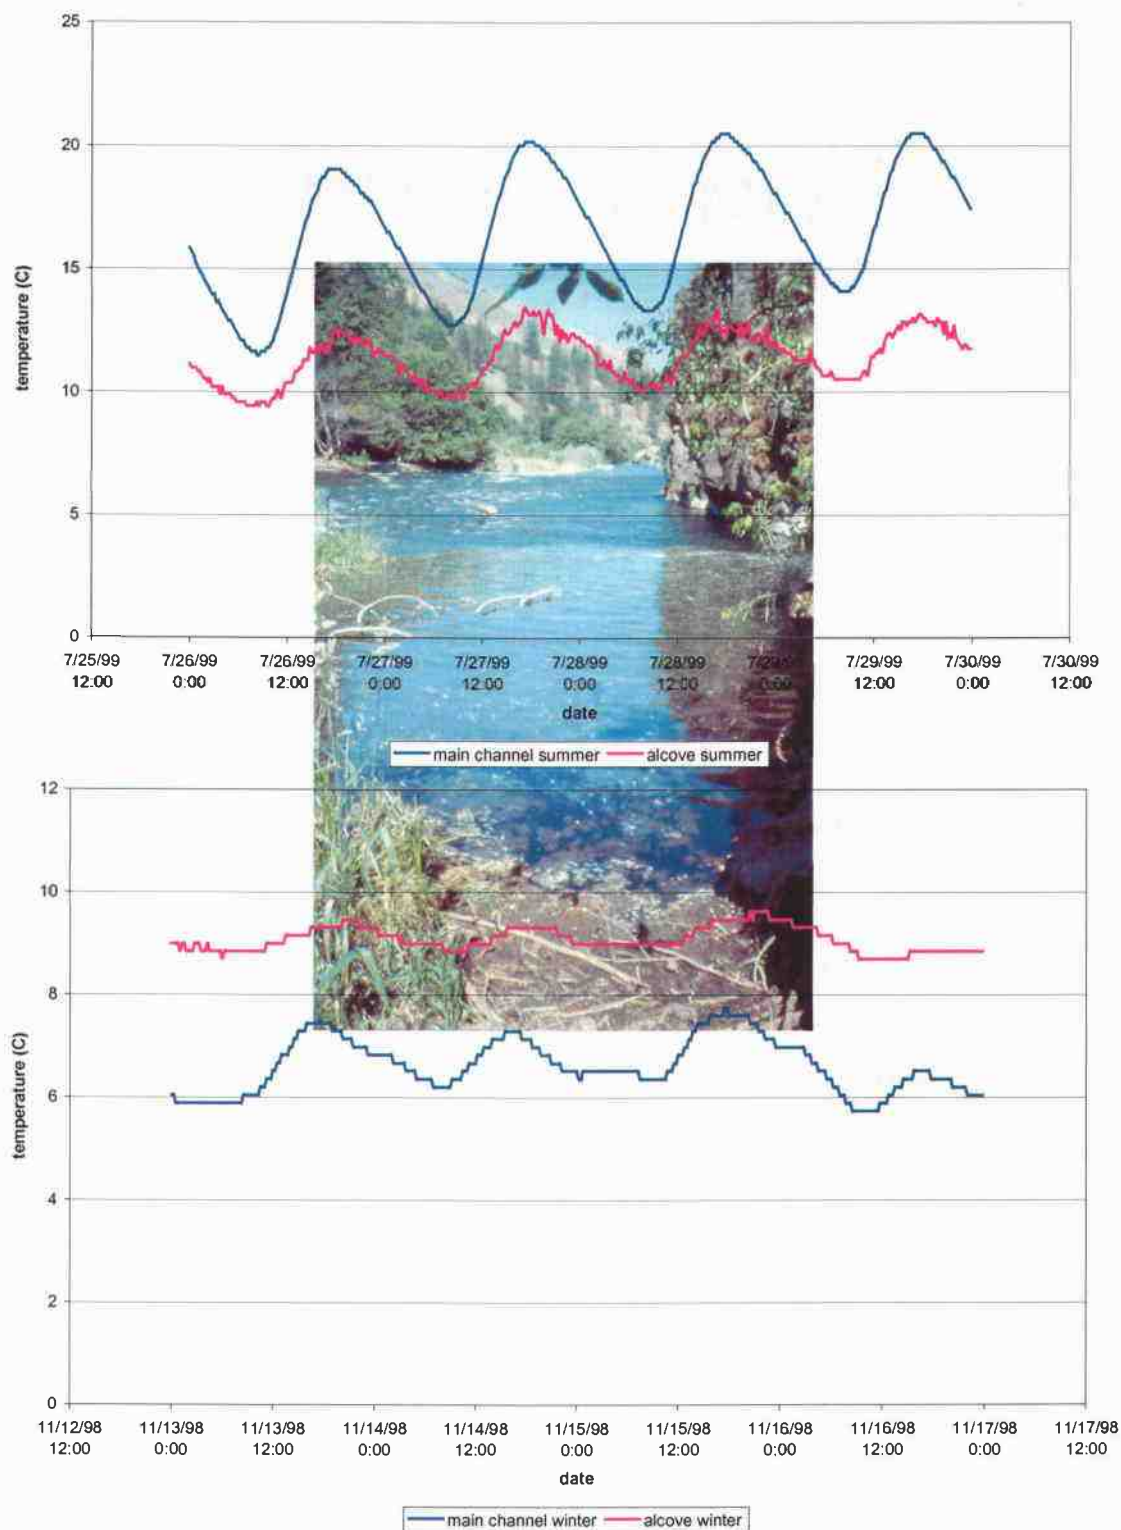 25
20
15
10
5
0
temperature (C)
7/25/99 7/26/99 7/26/99 7/27/99 7/27/99 7/28/99 7/28/99 7/29/99 7/30/99 7/30/99
12:00 0:00 12:00 0:00 12:00 0:00 12:00 0:00 12:00 0:00 12:00
date
main channel summer alcove summer
12
10
8
6
4
2
0
temperature (C)
11/12/98 11/13/98 11/13/98 11/14/98 11/14/98 11/15/98 11/15/98 11/16/98 11/16/98 11/17/98 11/17/98
12:00 0:00 12:00 0:00 12:00 0:00 12:00 0:00 12:00 0:00 12:00
date
main channel winter alcove winter